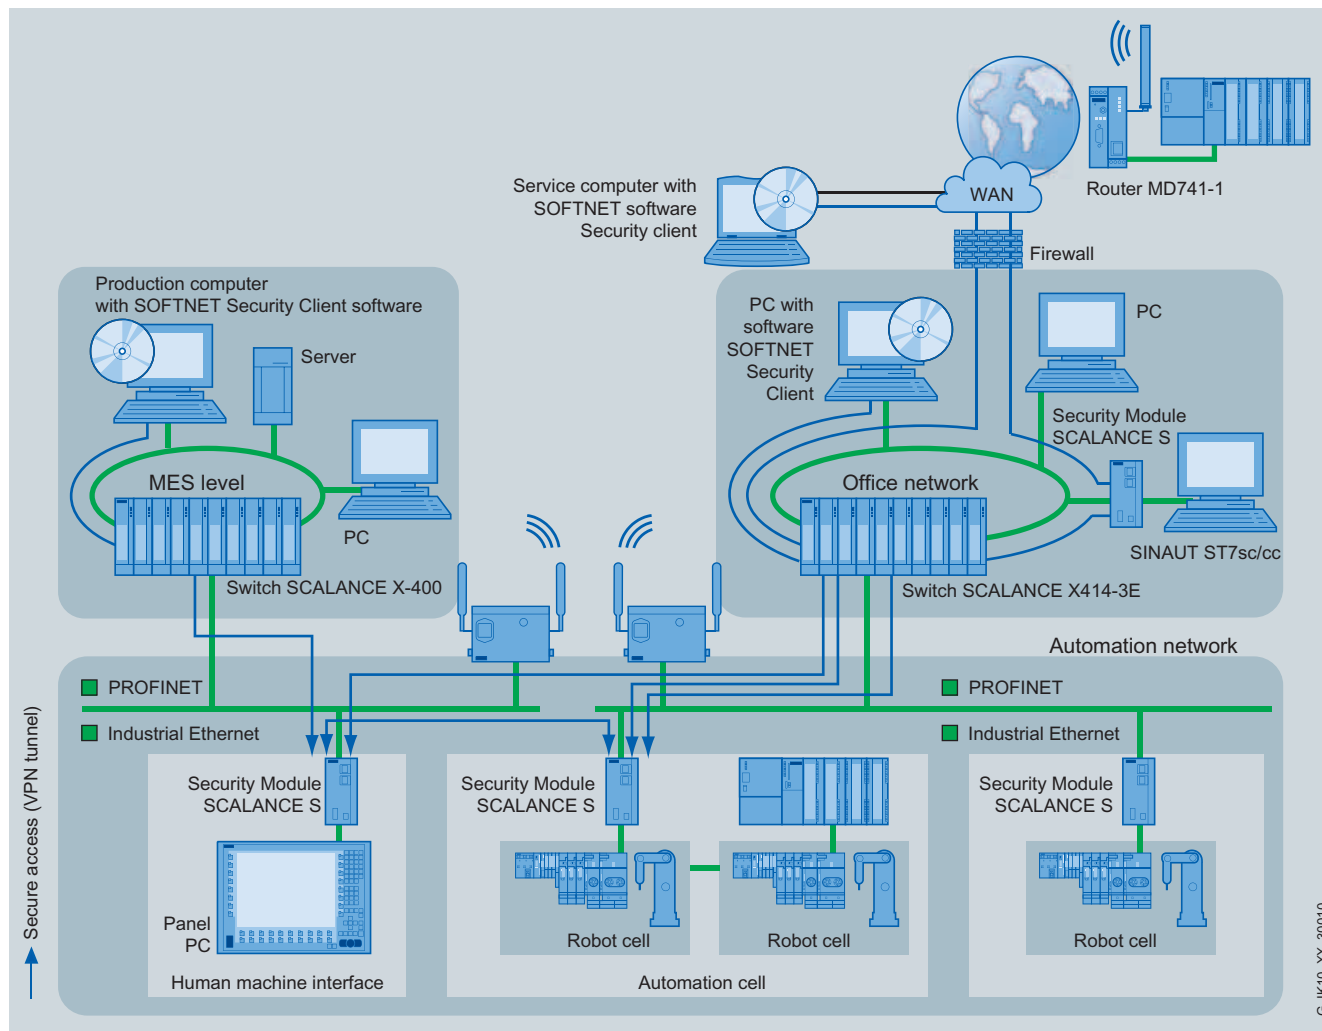 WAN
Router MD741-1
Service computer with
SOFTNET software
Security client
Firewall
Production computer
with SOFTNET Security Client software
Server
MES level
PC
Switch SCALANCE X-400
PC with
software
SOFTNET
Security
Client
PC
Security Module
SCALANCE S
Office network
SINAUT ST7sc/cc
Switch SCALANCE X414-3E
Automation network
PROFINET
Industrial Ethernet
PROFINET
Industrial Ethernet
Security Module
SCALANCE S
Panel
PC
Human machine interface
Security Module
SCALANCE S
Robot cell
Robot cell
Automation cell
Security Module
SCALANCE S
Robot cell
Secure access (VPN tunnel)